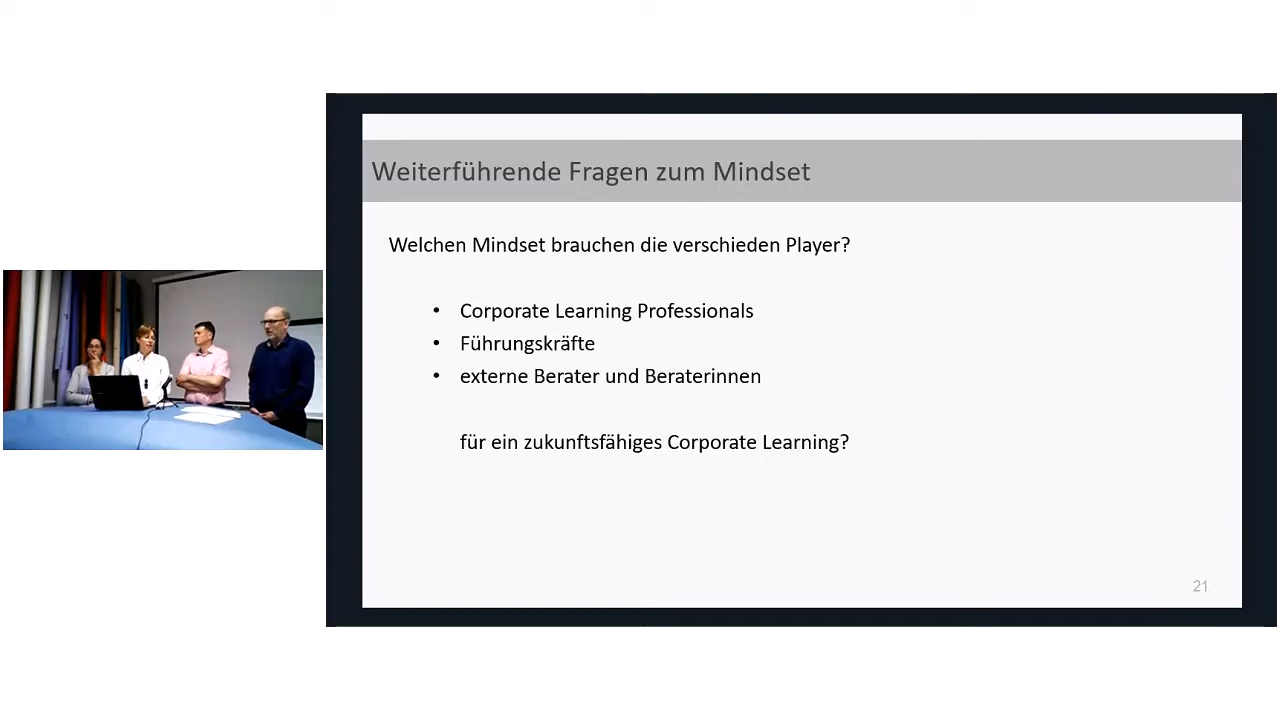 Weiterführende Fragen zum Mindset
Welchen Mindset brauchen die verschieden Player?
• Corporate Learning Professionals
• Führungskräfte
• externe Berater und Beraterinnen
für ein zukunftsfähiges Corporate Learning?
21